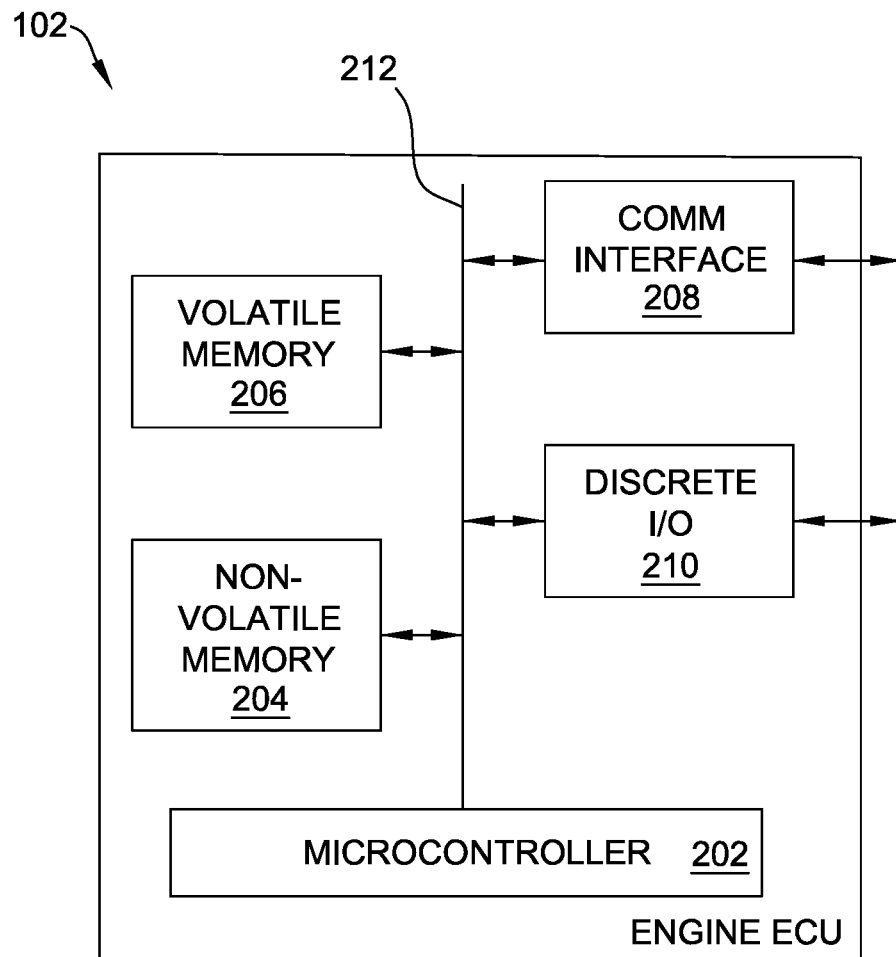 102
212
COMM
INTERFACE
208
VOLATILE
MEMORY
206
DISCRETE
I/O
210
NON-
VOLATILE
MEMORY
204
MICROCONTROLLER 202
ENGINE ECU